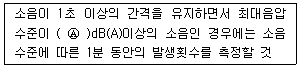 소음이 1초 이상의 간격을 유지하면서 최대음압
수준이 ( Ⓐ )dB(A)이상의 소음인 경우에는 소음
수준에 따른 1분 동안의 발생횟수를 측정할 것